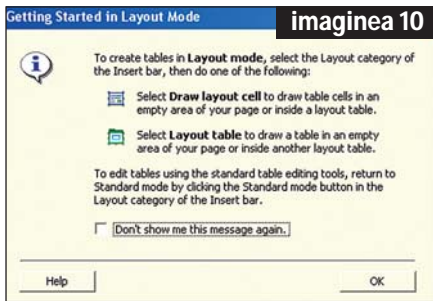 Getting Started in Layout Mode
imaginea 10
To create tables in Layout mode, select the Layout category of
the Insert bar, then do one of the following:
Select Draw layout cell to draw table cells in an
empty area of your page or inside a layout table.
Select Layout table to draw a table in an empty
area of your page or inside another layout table.
To edit tables using the standard table editing tools, return to
Standard mode by clicking the Standard mode button in the
Layout category of the Insert bar.
Don't show me this message again.
Help
OK